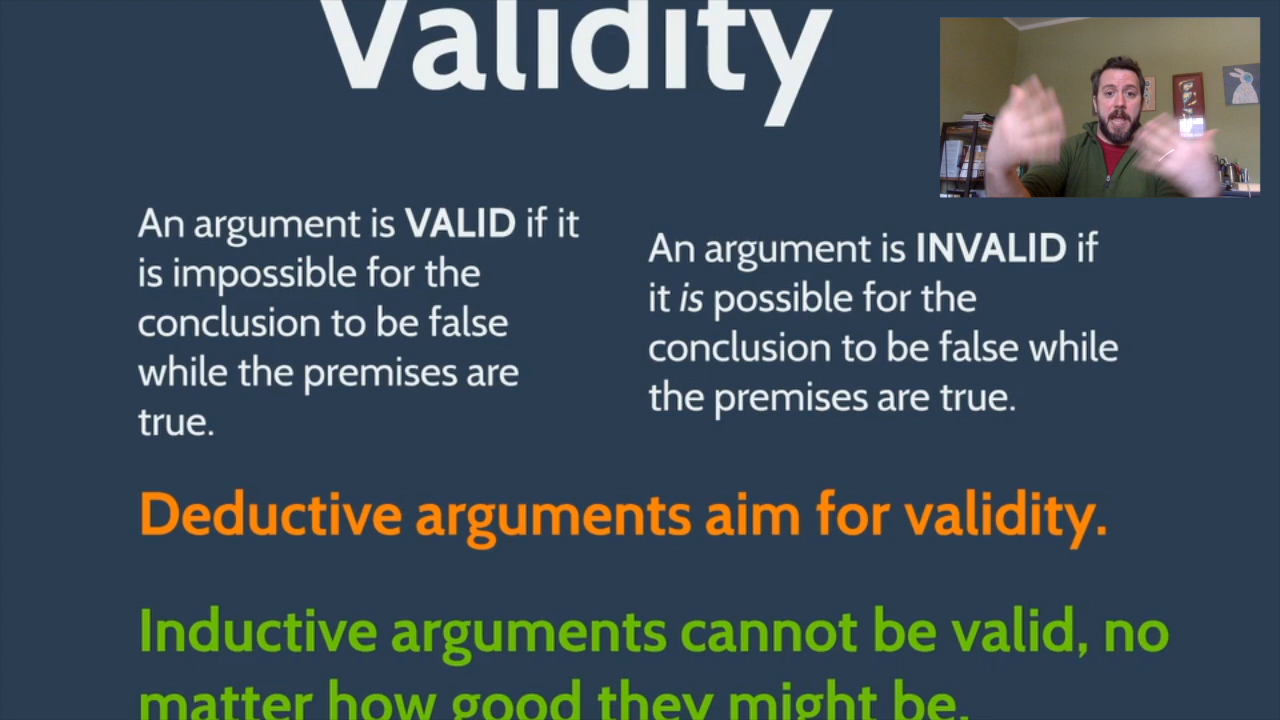 Validity
An argument is VALID if it
is impossible for the
conclusion to be false
while the premises are
true.
An argument is INVALID if
it is possible for the
conclusion to be false while
the premises are true.
Deductive arguments aim for validity.
Inductive arguments cannot be valid, no
matter how good they might be.